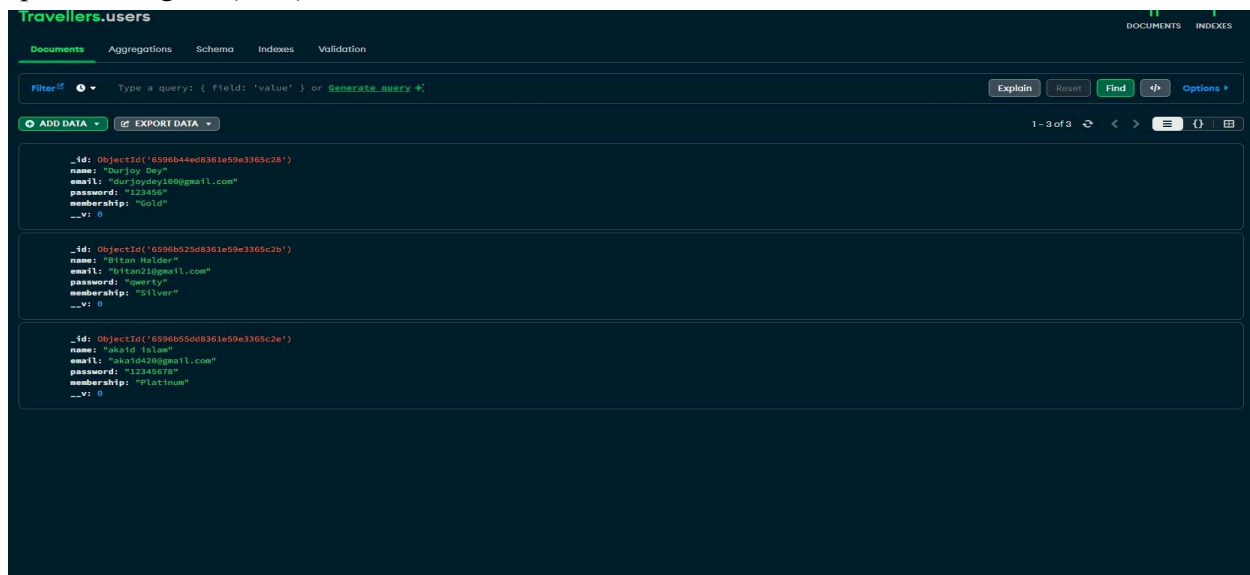 Travellers.users
DOCUMENTS INDEXES
Documents Aggregations Schema Indexes Validation
Filter Type a query: { field: 'value' } or Generate query Explain Reset Find </> Options
ADD DATA EXPORT DATA 1 – 3 of 3 {}
_id: ObjectId('6596b44ed8361e59e3365c28')
name: "Durjoy Dey"
email: "durjoydey100@gmail.com"
password: "123456"
membership: "Gold"
__v: 0
_id: ObjectId('6596b525d8361e59e3365c2b')
name: "Bitan Halder"
email: "bitan21@gmail.com"
password: "qwerty"
membership: "Silver"
__v: 0
_id: ObjectId('6596b55dd8361e59e3365c2e')
name: "akaid islam"
email: "akaid420@gmail.com"
password: "12345678"
membership: "Platinum"
__v: 0